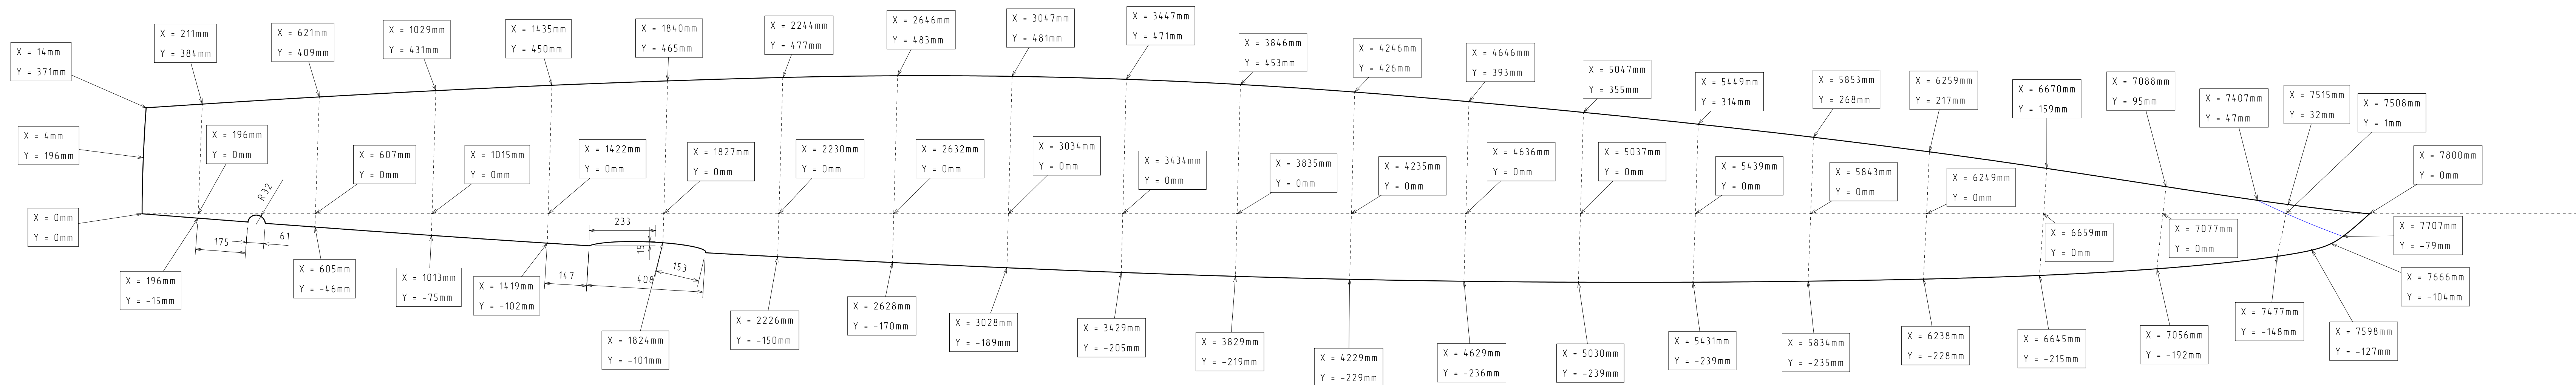 X = 14mm
Y = 371mm
X = 211mm
Y = 384mm
X = 621mm
Y = 409mm
X = 1029mm
Y = 431mm
X = 1435mm
Y = 450mm
X = 1840mm
Y = 465mm
X = 2244mm
Y = 477mm
X = 2646mm
Y = 483mm
X = 3047mm
Y = 481mm
X = 3447mm
Y = 471mm
X = 3846mm
Y = 453mm
X = 4246mm
Y = 426mm
X = 4646mm
Y = 393mm
X = 5047mm
Y = 355mm
X = 5449mm
Y = 314mm
X = 5853mm
Y = 268mm
X = 6259mm
Y = 217mm
X = 6670mm
Y = 159mm
X = 7088mm
Y = 95mm
X = 7407mm
Y = 47mm
X = 7515mm
Y = 32mm
X = 7508mm
Y = 1mm
X = 4mm
Y = 196mm
X = 196mm
Y = 0mm
X = 607mm
Y = 0mm
X = 1015mm
Y = 0mm
X = 1422mm
Y = 0mm
X = 1827mm
Y = 0mm
X = 2230mm
Y = 0mm
X = 2632mm
Y = 0mm
X = 3034mm
Y = 0mm
X = 3434mm
Y = 0mm
X = 3835mm
Y = 0mm
X = 4235mm
Y = 0mm
X = 4636mm
Y = 0mm
X = 5037mm
Y = 0mm
X = 5439mm
Y = 0mm
X = 5843mm
Y = 0mm
X = 6249mm
Y = 0mm
X = 6659mm
Y = 0mm
X = 7077mm
Y = 0mm
X = 7800mm
Y = 0mm
X = 0mm
Y = 0mm
R32
175
61
233
15
147
153
408
X = 196mm
Y = -15mm
X = 605mm
Y = -46mm
X = 1013mm
Y = -75mm
X = 1419mm
Y = -102mm
X = 1824mm
Y = -101mm
X = 2226mm
Y = -150mm
X = 2628mm
Y = -170mm
X = 3028mm
Y = -189mm
X = 3429mm
Y = -205mm
X = 3829mm
Y = -219mm
X = 4229mm
Y = -229mm
X = 4629mm
Y = -236mm
X = 5030mm
Y = -239mm
X = 5431mm
Y = -239mm
X = 5834mm
Y = -235mm
X = 6238mm
Y = -228mm
X = 6645mm
Y = -215mm
X = 7056mm
Y = -192mm
X = 7477mm
Y = -148mm
X = 7598mm
Y = -127mm
X = 7666mm
Y = -104mm
X = 7707mm
Y = -79mm